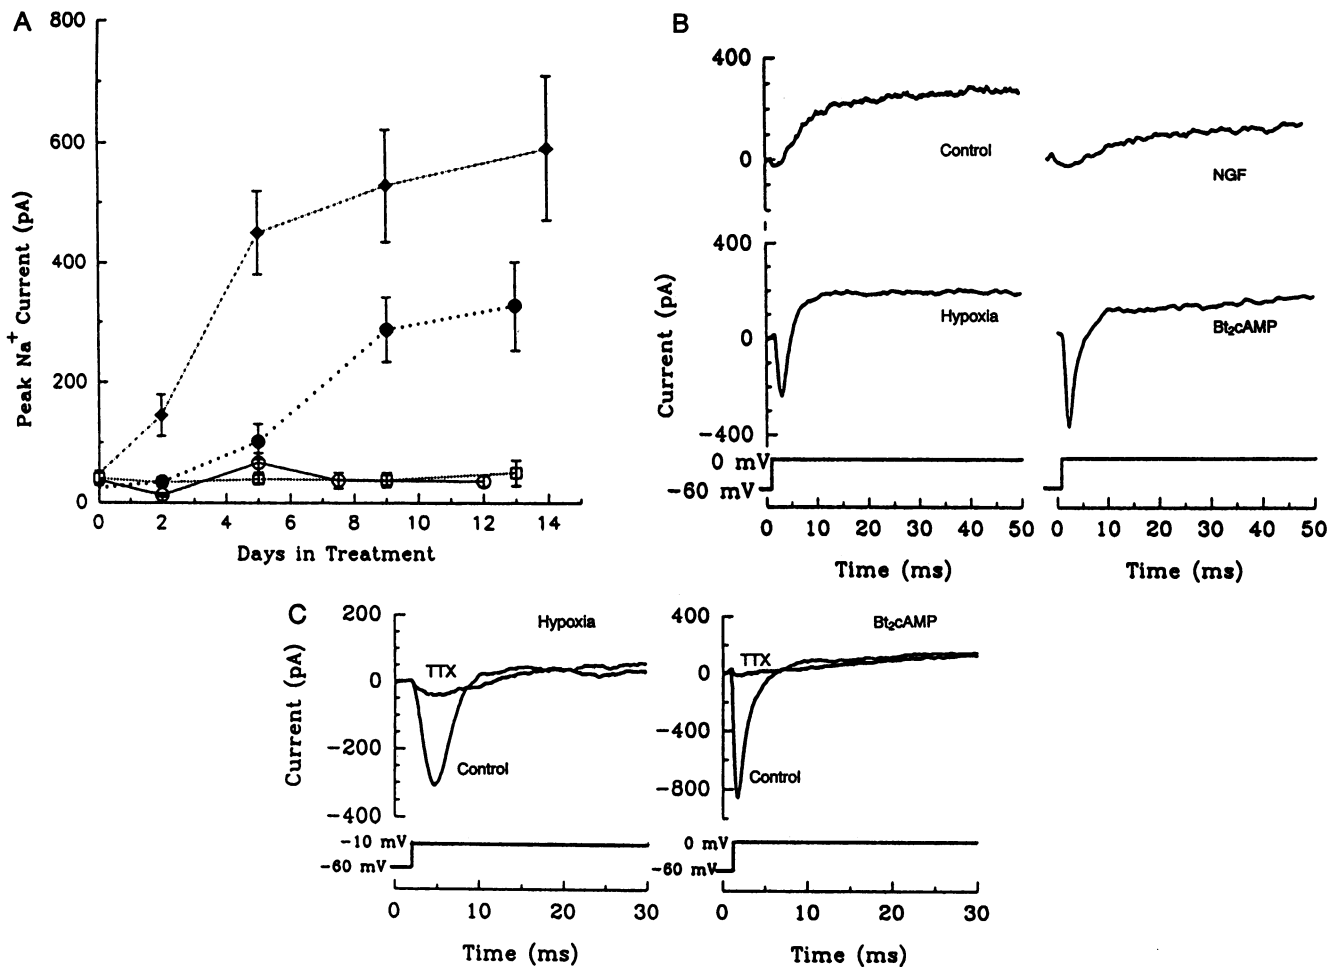 A
800
600
400
200
0
Peak Na+ Current (pA)
0 2 4 6 8 10 12 14
Days in Treatment
B
400
0
Control
NGF
400
0
-400
Current (pA)
Hypoxia
Bt₂cAMP
0 mV
-60 mV
0 10 20 30 40 50
0 10 20 30 40 50
Time (ms)
Time (ms)
C
200
0
-200
-400
Current (pA)
Hypoxia
TTX
Control
-10 mV
-60 mV
0 10 20 30
Time (ms)
400
0
-400
-800
Bt₂cAMP
TTX
Control
0 mV
-60 mV
0 10 20 30
Time (ms)